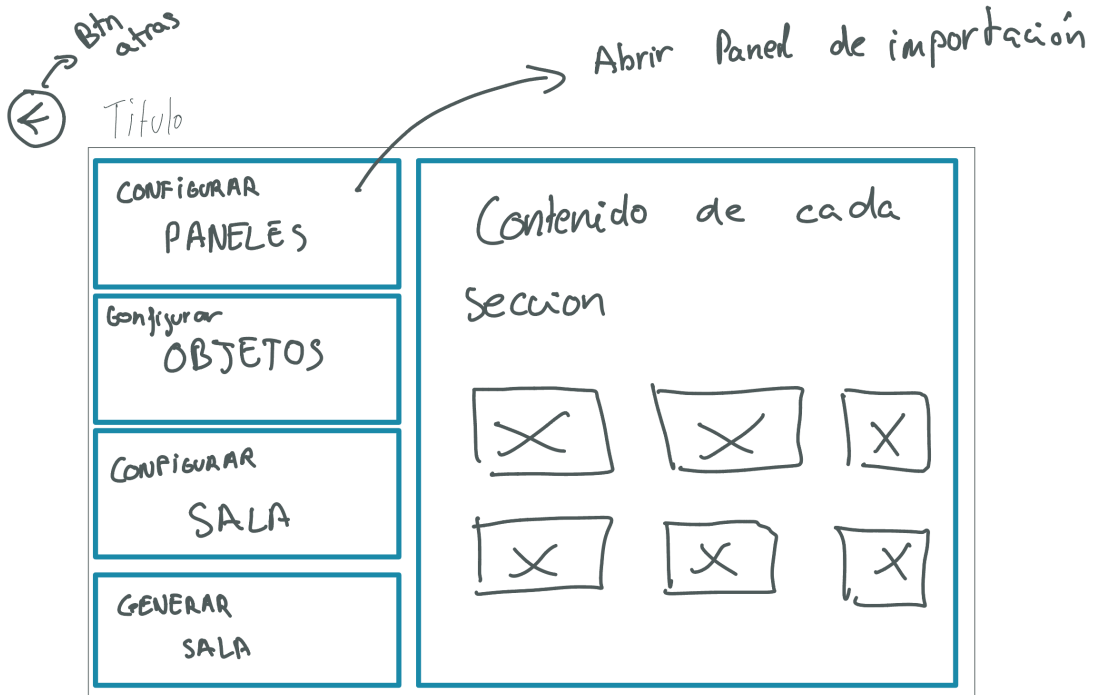 Btn
atras
Abrir Panel de importación
Titulo
CONFIGURAR
PANELES
Configurar
OBJETOS
CONFIGURAR
SALA
GENERAR
SALA
Contenido de cada
Seccion